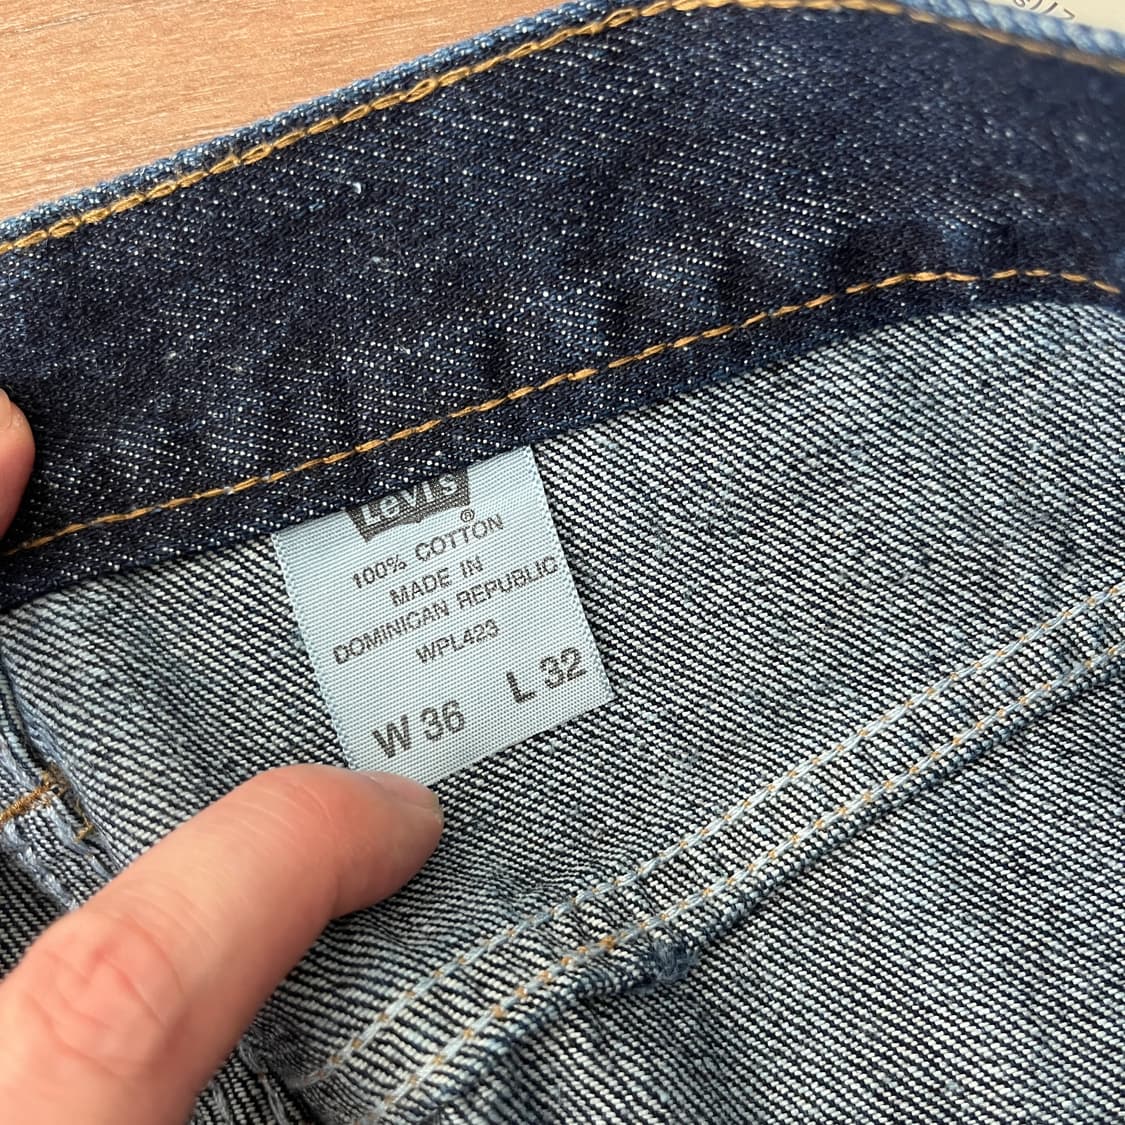 Levi's
®
100% COTTON
MADE IN
DOMINICAN REPUBLIC
WPL423
W 36 L 32